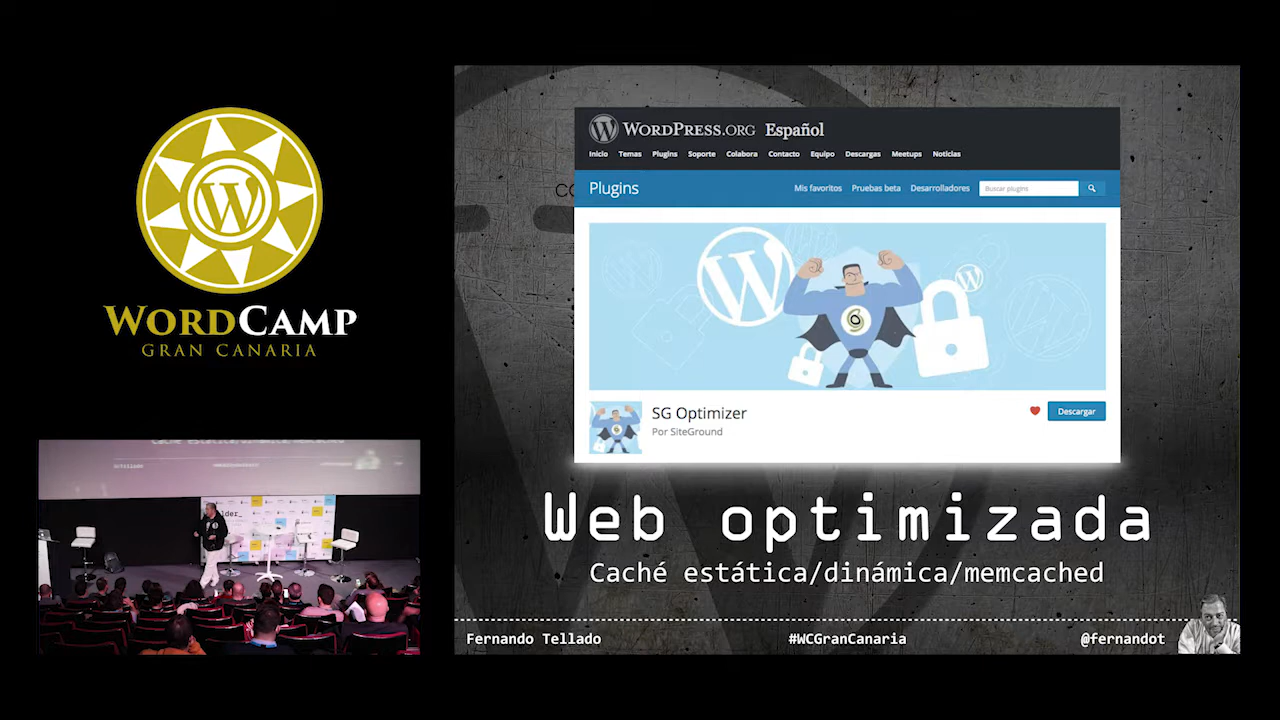 WORDCAMP
GRAN CANARIA
WORDPRESS.ORG Español
Inicio Temas Plugins Soporte Colabora Contacto Equipo Descargas Meetups Noticias
Plugins Mis favoritos Pruebas beta Desarrolladores Buscar plugins
SG Optimizer
Descargar
Por SiteGround
Web optimizada
Caché estática/dinámica/memcached
Fernando Tellado #WCGranCanaria @fernandot